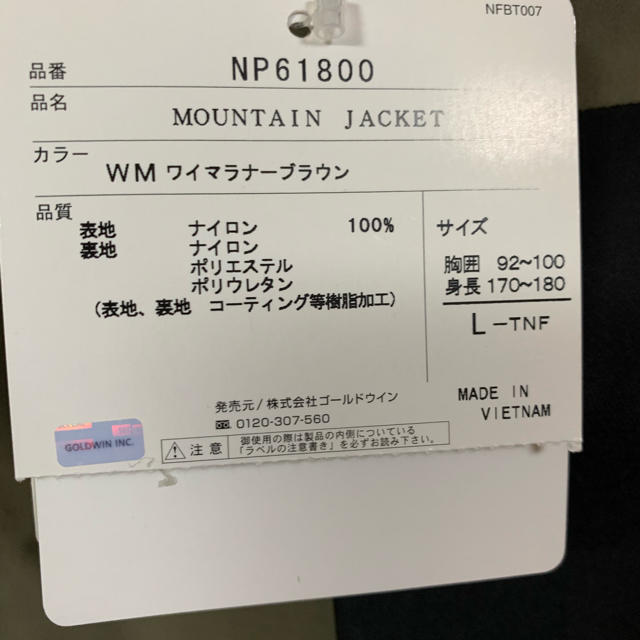 NFBT007
品番 NP61800
品名 MOUNTAIN JACKET
カラー WM ワイマラナーブラウン
品質
表地 ナイロン 100%
裏地 ナイロン
ポリエステル
ポリウレタン
(表地、裏地 コーティング等樹脂加工)
サイズ
胸囲 92~100
身長 170~180
L-TNF
発売元/株式会社ゴールドウイン
0120-307-560
MADE IN
VIETNAM
GOLDWIN INC.
注意
御使用の際は製品の内側についている
「ラベルの注意書き」を必ずお読み下さい。